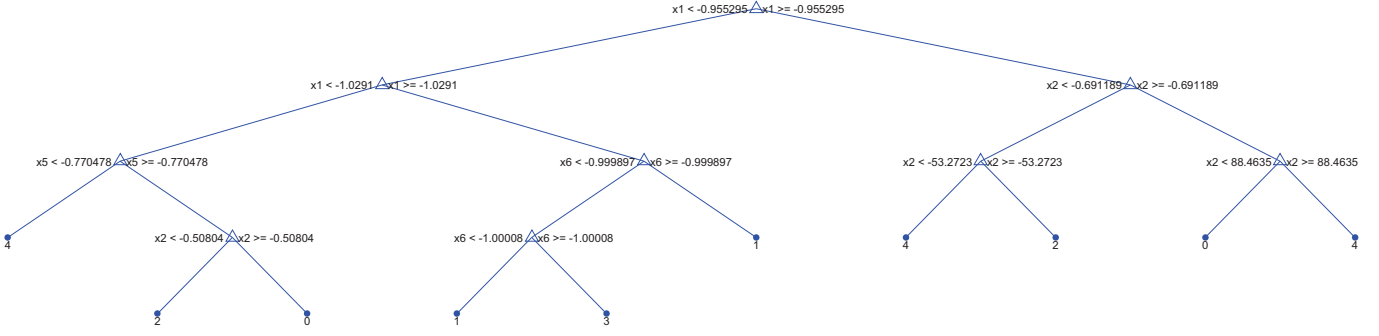 x1 < -0.955295 x1 >= -0.955295
x1 < -1.0291 x1 >= -1.0291 x2 < -0.691189 x2 >= -0.691189
x5 < -0.770478 x5 >= -0.770478 x6 < -0.999897 x6 >= -0.999897 x2 < -53.2723 x2 >= -53.2723 x2 < 88.4635 x2 >= 88.4635
4 x2 < -0.50804 x2 >= -0.50804 x6 < -1.00008 x6 >= -1.00008 1 4 2 0 4
2 0 1 3